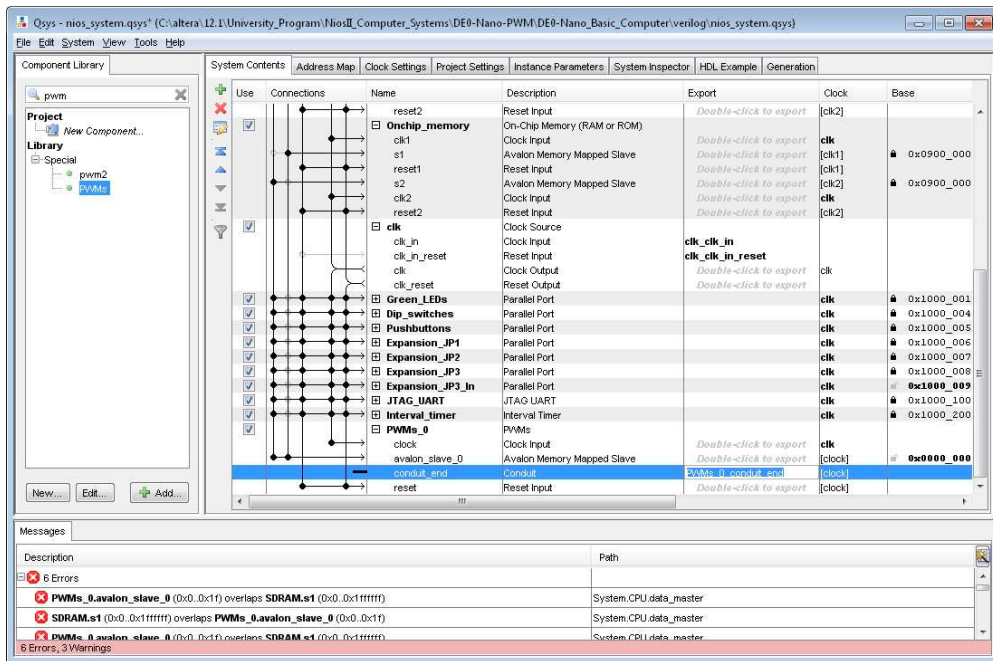 Qsys - nios_system.qsys* (C:\altera\12.1\University_Program\NiosII_Computer_Systems\DE0-Nano-PWM\DE0-Nano_Basic_Computer\verilog\nios_system.qsys)
File Edit System View Tools Help
Component Library
System Contents Address Map Clock Settings Project Settings Instance Parameters System Inspector HDL Example Generation
pwm
Project
New Component...
Library
Special
pwm2
PWMs
New... Edit... Add...
Use Connections Name Description Export Clock Base
reset2 Reset Input Double-click to export [clk2]
Onchip_memory On-Chip Memory (RAM or ROM)
clk1 Clock Input Double-click to export clk
s1 Avalon Memory Mapped Slave Double-click to export [clk1] 0x0900_000
reset1 Reset Input Double-click to export [clk1]
s2 Avalon Memory Mapped Slave Double-click to export [clk2] 0x0900_000
clk2 Clock Input Double-click to export clk
reset2 Reset Input Double-click to export [clk2]
clk Clock Source
clk_in Clock Input clk_clk_in
clk_in_reset Reset Input clk_clk_in_reset
clk Clock Output Double-click to export clk
clk_reset Reset Output Double-click to export
Green_LEDs Parallel Port clk 0x1000_001
Dip_switches Parallel Port clk 0x1000_004
Pushbuttons Parallel Port clk 0x1000_005
Expansion_JP1 Parallel Port clk 0x1000_006
Expansion_JP2 Parallel Port clk 0x1000_007
Expansion_JP3 Parallel Port clk 0x1000_008
Expansion_JP3_In Parallel Port clk 0x1000_009
JTAG_UART JTAG UART clk 0x1000_100
Interval_timer Interval Timer clk 0x1000_200
PWMs_0 PWMs
clock Clock Input Double-click to export clk
avalon_slave_0 Avalon Memory Mapped Slave Double-click to export [clock] 0x0000_000
conduit_end Conduit PWMs_0_conduit_end [clock]
reset Reset Input Double-click to export [clock]
Messages
Description Path
6 Errors
PWMs_0.avalon_slave_0 (0x0..0x1f) overlaps SDRAM.s1 (0x0..0x1ffffff) System.CPU.data_master
SDRAM.s1 (0x0..0x1ffffff) overlaps PWMs_0.avalon_slave_0 (0x0..0x1f) System.CPU.data_master
PWMs_0.avalon_slave_0 (0x0..0x1f) overlaps SDRAM.s1 (0x0..0x1ffffff) System.CPU.data_master
6 Errors, 3 Warnings